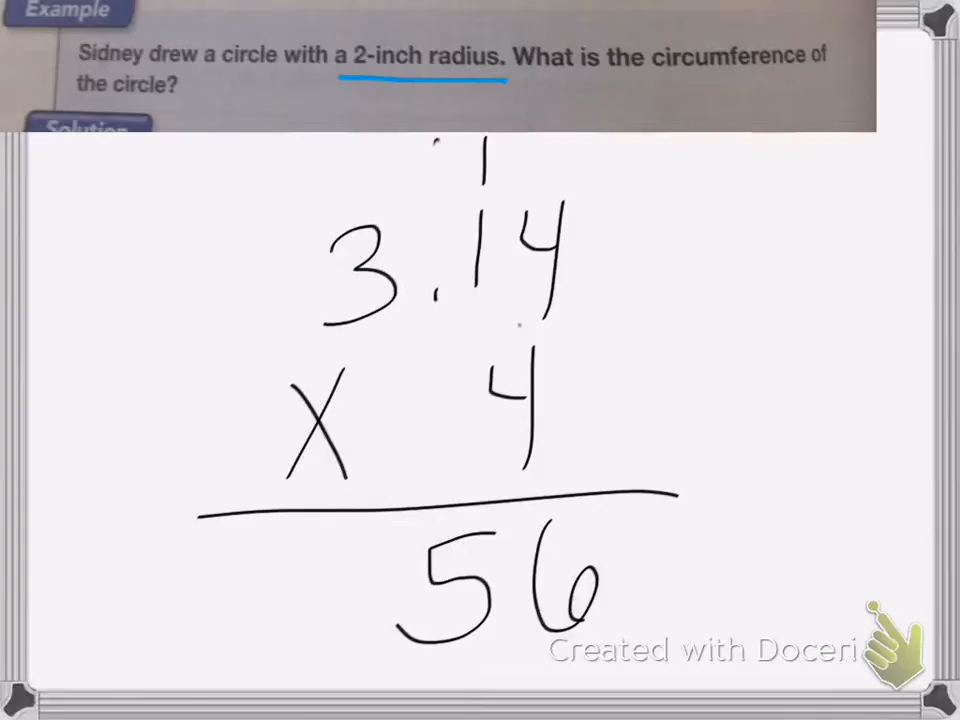 Example
Sidney drew a circle with a 2-inch radius. What is the circumference of
the circle?
Solution
1
3.14
X 4
56
Created with Doceri